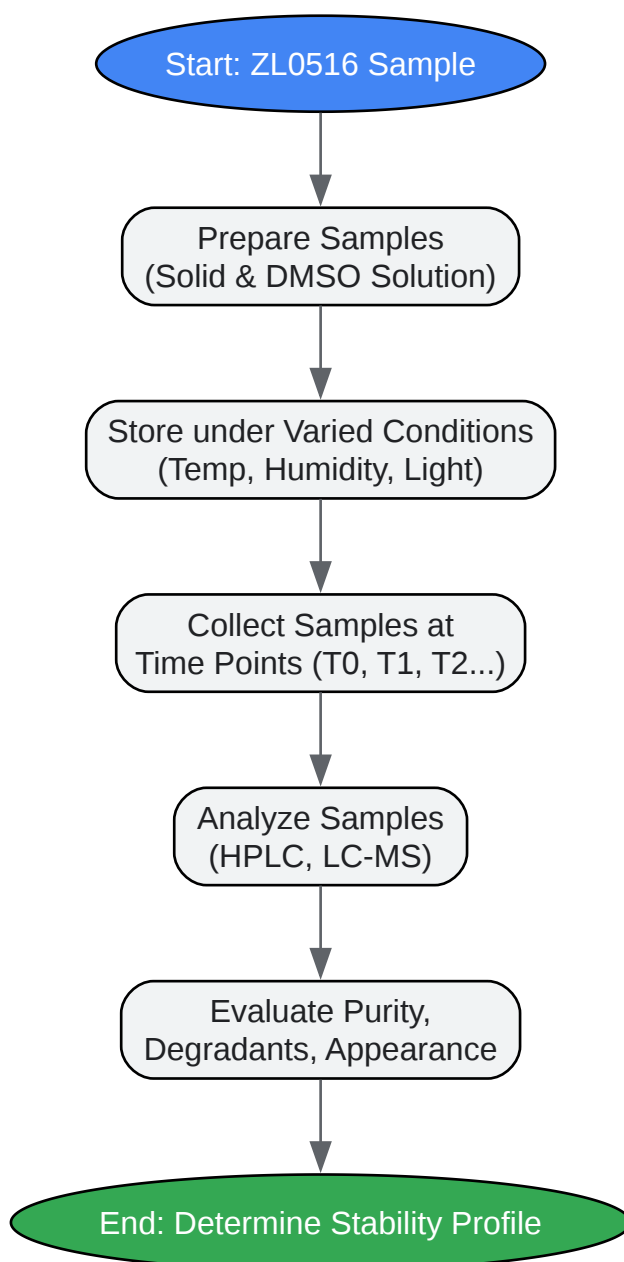 Start: ZL0516 Sample
Prepare Samples
(Solid & DMSO Solution)
Store under Varied Conditions
(Temp, Humidity, Light)
Collect Samples at
Time Points (T0, T1, T2...)
Analyze Samples
(HPLC, LC-MS)
Evaluate Purity,
Degradants, Appearance
End: Determine Stability Profile